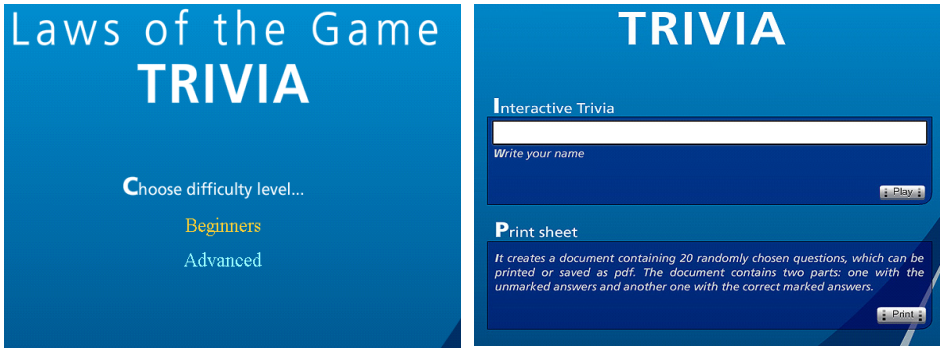 Laws of the Game
TRIVIA
Choose difficulty level...
Beginners
Advanced
TRIVIA
Interactive Trivia
Write your name
Play
Print sheet
It creates a document containing 20 randomly chosen questions, which can be
printed or saved as pdf. The document contains two parts: one with the
unmarked answers and another one with the correct marked answers.
Print